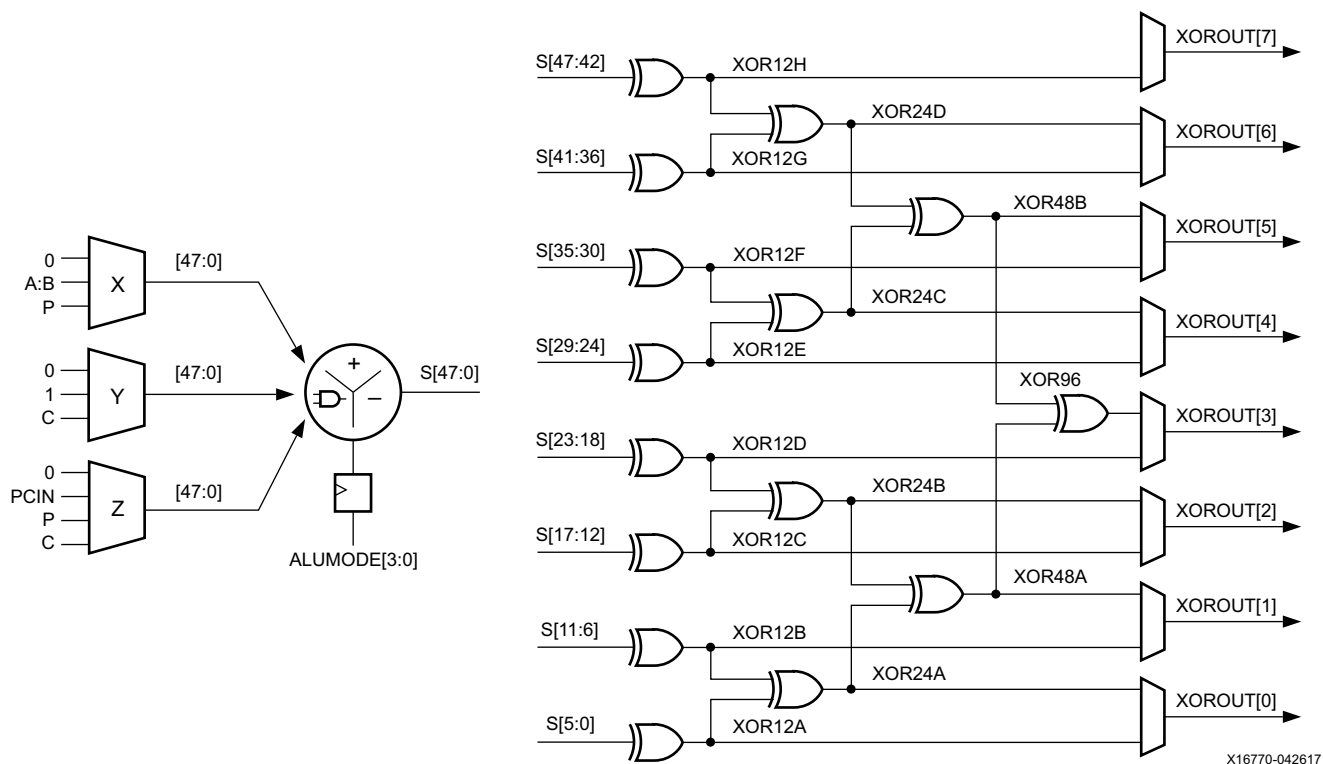 0
A:B
P
X
[47:0]
0
1
C
Y
[47:0]
0
PCIN
P
C
Z
[47:0]
+
−
S[47:0]
ALUMODE[3:0]
S[47:42]
XOR12H
XOROUT[7]
XOR24D
XOROUT[6]
S[41:36]
XOR12G
XOR48B
XOROUT[5]
S[35:30]
XOR12F
XOR24C
XOROUT[4]
S[29:24]
XOR12E
XOR96
XOROUT[3]
S[23:18]
XOR12D
XOR24B
XOROUT[2]
S[17:12]
XOR12C
XOR48A
XOROUT[1]
S[11:6]
XOR12B
XOR24A
XOROUT[0]
S[5:0]
XOR12A
X16770-042617